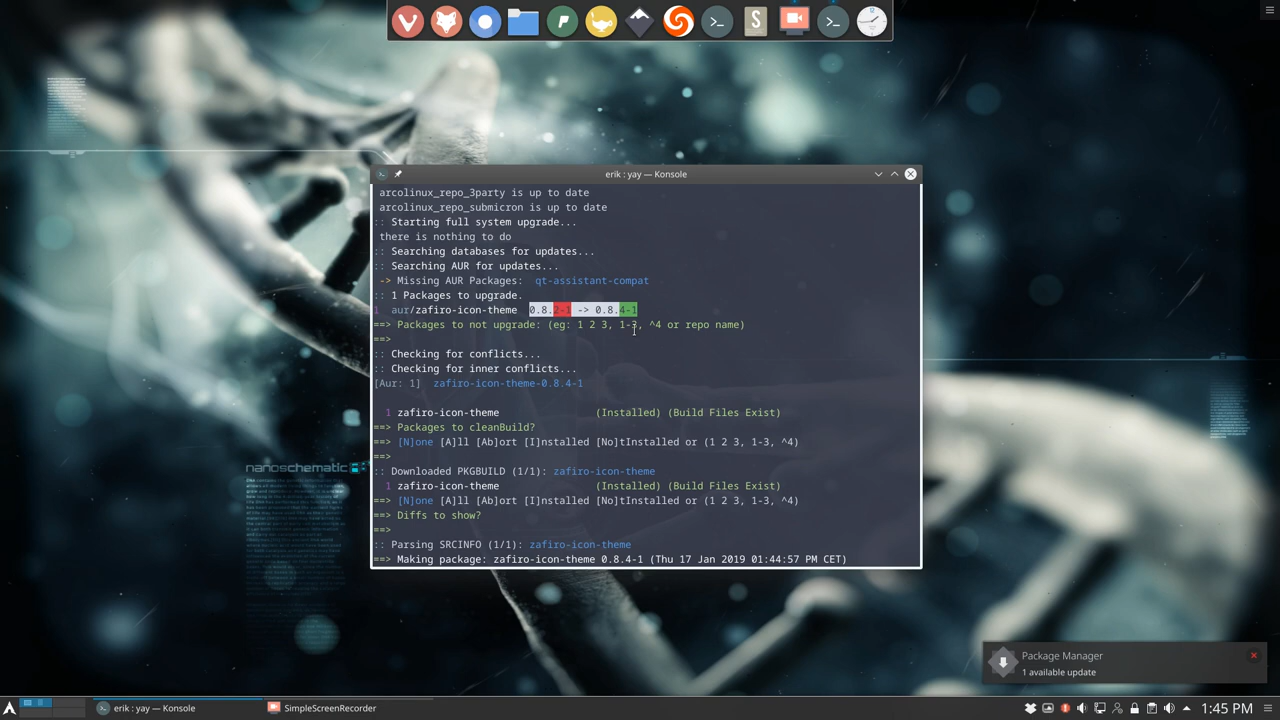 erik : yay — Konsole
arcolinux_repo_3party is up to date
arcolinux_repo_submicron is up to date
:: Starting full system upgrade...
there is nothing to do
:: Searching databases for updates...
:: Searching AUR for updates...
-> Missing AUR Packages:  qt-assistant-compat
:: 1 Packages to upgrade.
1  aur/zafiro-icon-theme  0.8.2-1 -> 0.8.4-1
==> Packages to not upgrade: (eg: 1 2 3, 1-3, ^4 or repo name)
==>
:: Checking for conflicts...
:: Checking for inner conflicts...
[Aur: 1]  zafiro-icon-theme-0.8.4-1
1 zafiro-icon-theme (Installed) (Build Files Exist)
==> Packages to cleanBuild?
==> [N]one [A]ll [Ab]ort [I]nstalled [No]tInstalled or (1 2 3, 1-3, ^4)
==>
:: Downloaded PKGBUILD (1/1): zafiro-icon-theme
1 zafiro-icon-theme (Installed) (Build Files Exist)
==> [N]one [A]ll [Ab]ort [I]nstalled [No]tInstalled or (1 2 3, 1-3, ^4)
==> Diffs to show?
==>
:: Parsing SRCINFO (1/1): zafiro-icon-theme
==> Making package: zafiro-icon-theme 0.8.4-1 (Thu 17 Jan 2019 01:44:57 PM CET)
nanoschematic
Package Manager
1 available update
erik : yay — Konsole
SimpleScreenRecorder
1:45 PM